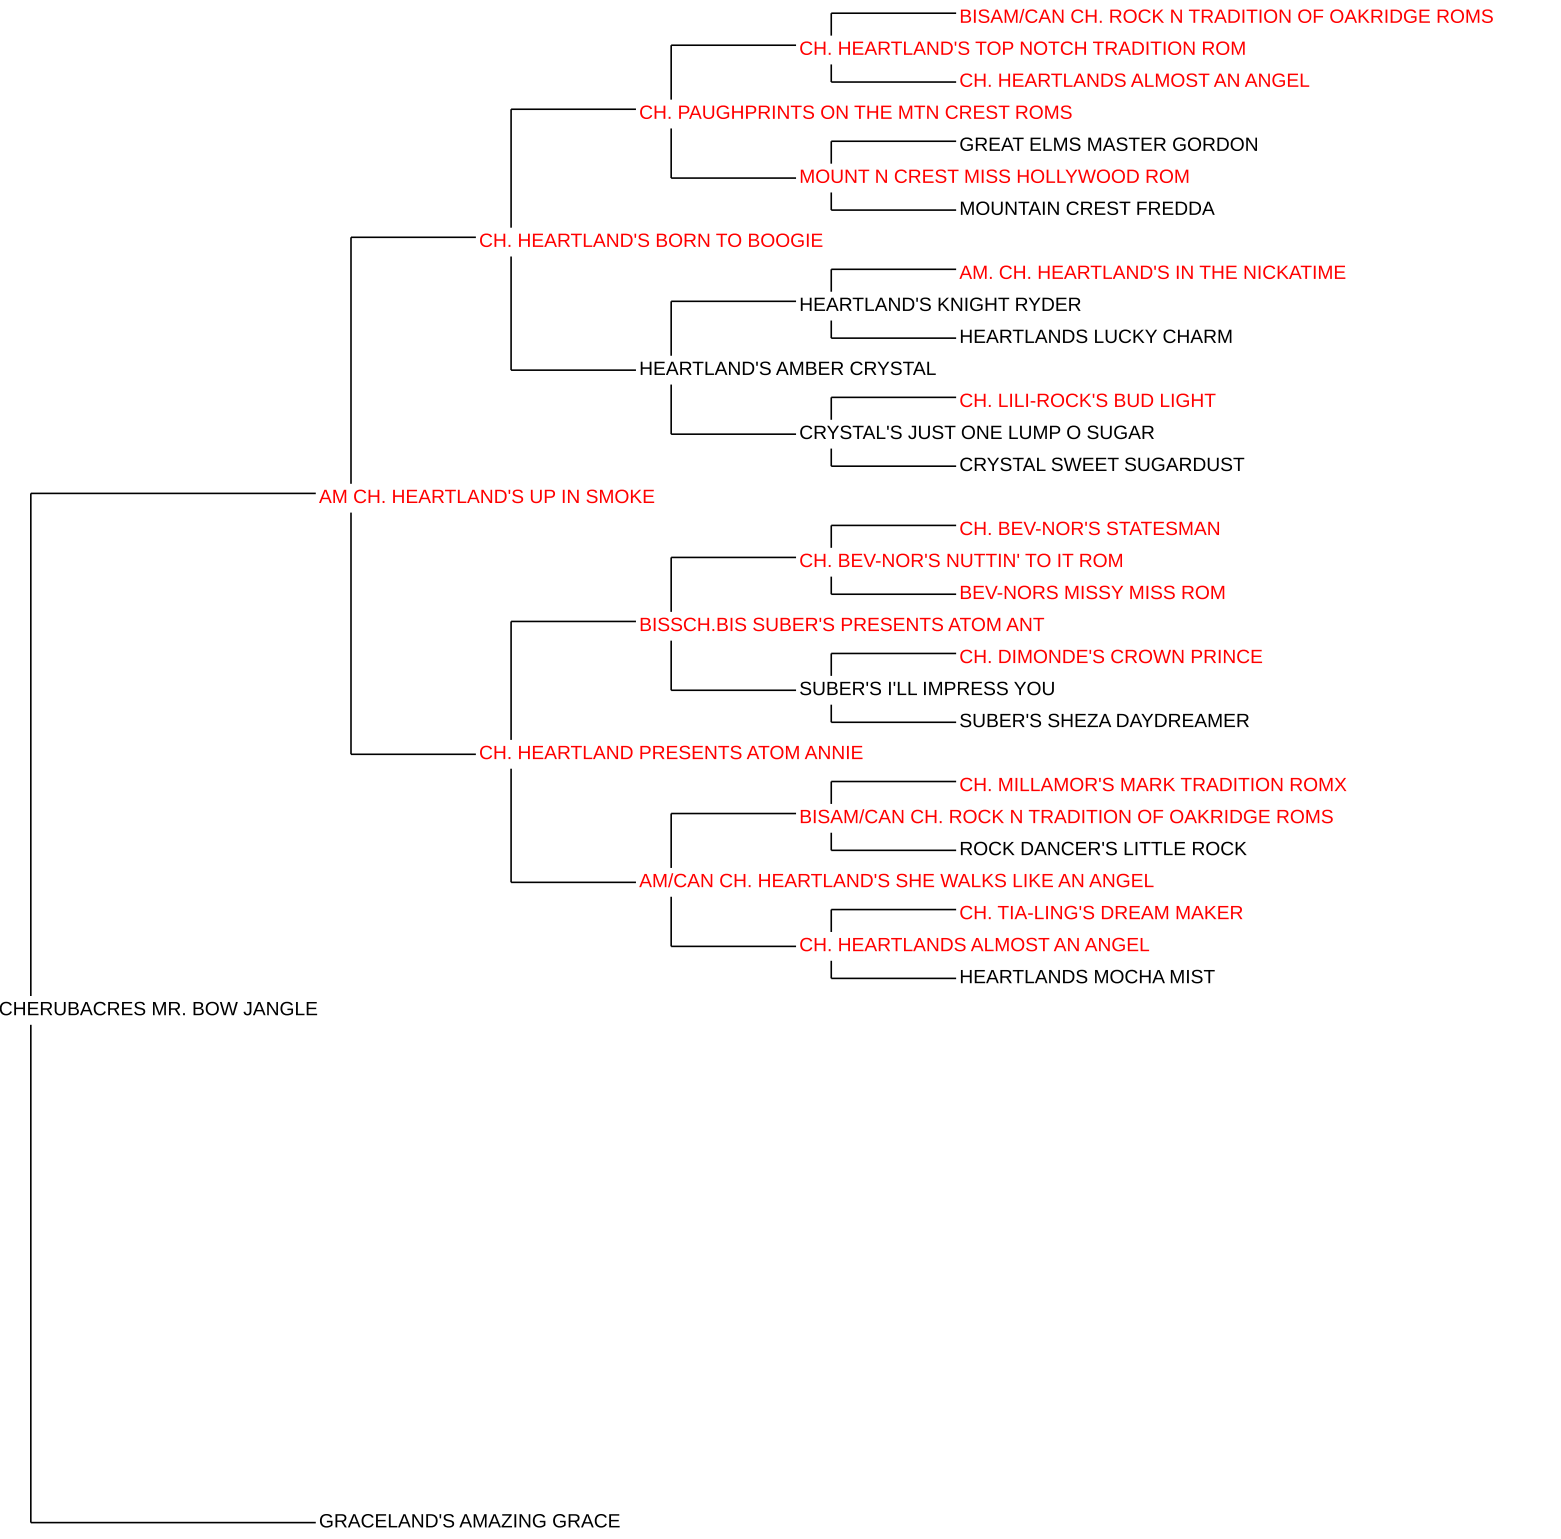 BISAM/CAN CH. ROCK N TRADITION OF OAKRIDGE ROMS
CH. HEARTLAND'S TOP NOTCH TRADITION ROM
CH. HEARTLANDS ALMOST AN ANGEL
CH. PAUGHPRINTS ON THE MTN CREST ROMS
GREAT ELMS MASTER GORDON
MOUNT N CREST MISS HOLLYWOOD ROM
MOUNTAIN CREST FREDDA
CH. HEARTLAND'S BORN TO BOOGIE
AM. CH. HEARTLAND'S IN THE NICKATIME
HEARTLAND'S KNIGHT RYDER
HEARTLANDS LUCKY CHARM
HEARTLAND'S AMBER CRYSTAL
CH. LILI-ROCK'S BUD LIGHT
CRYSTAL'S JUST ONE LUMP O SUGAR
CRYSTAL SWEET SUGARDUST
AM CH. HEARTLAND'S UP IN SMOKE
CH. BEV-NOR'S STATESMAN
CH. BEV-NOR'S NUTTIN' TO IT ROM
BEV-NORS MISSY MISS ROM
BISSCH.BIS SUBER'S PRESENTS ATOM ANT
CH. DIMONDE'S CROWN PRINCE
SUBER'S I'LL IMPRESS YOU
SUBER'S SHEZA DAYDREAMER
CH. HEARTLAND PRESENTS ATOM ANNIE
CH. MILLAMOR'S MARK TRADITION ROMX
BISAM/CAN CH. ROCK N TRADITION OF OAKRIDGE ROMS
ROCK DANCER'S LITTLE ROCK
AM/CAN CH. HEARTLAND'S SHE WALKS LIKE AN ANGEL
CH. TIA-LING'S DREAM MAKER
CH. HEARTLANDS ALMOST AN ANGEL
HEARTLANDS MOCHA MIST
CHERUBACRES MR. BOW JANGLE
GRACELAND'S AMAZING GRACE